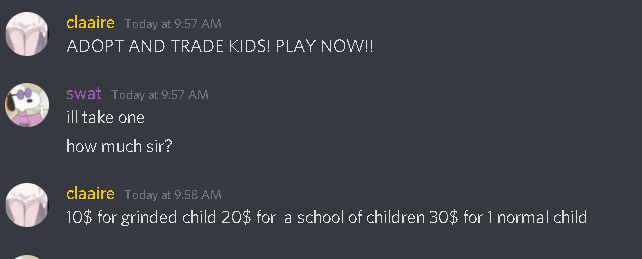 claaire Today at 9:57 AM
ADOPT AND TRADE KIDS! PLAY NOW!!
swat Today at 9:57 AM
ill take one
how much sir?
claaire Today at 9:58 AM
10$ for grinded child 20$ for a school of children 30$ for 1 normal child